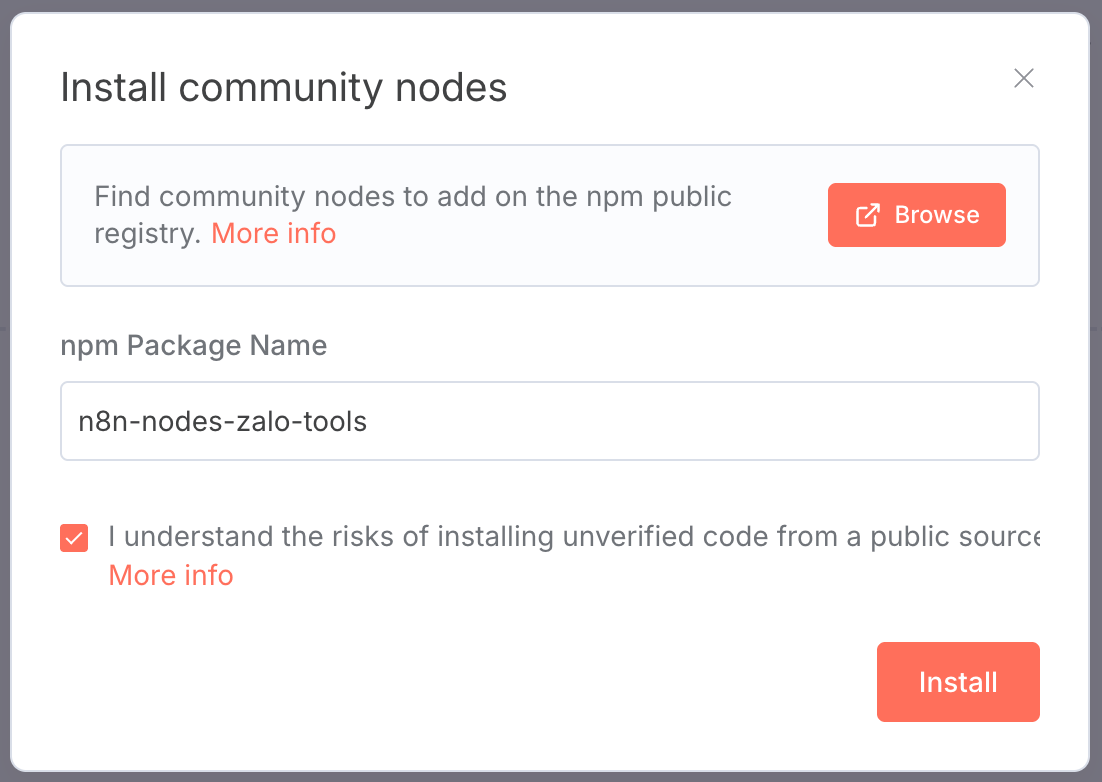 Install community nodes
Find community nodes to add on the npm public
registry. More info
Browse
npm Package Name
n8n-nodes-zalo-tools
I understand the risks of installing unverified code from a public source
More info
Install